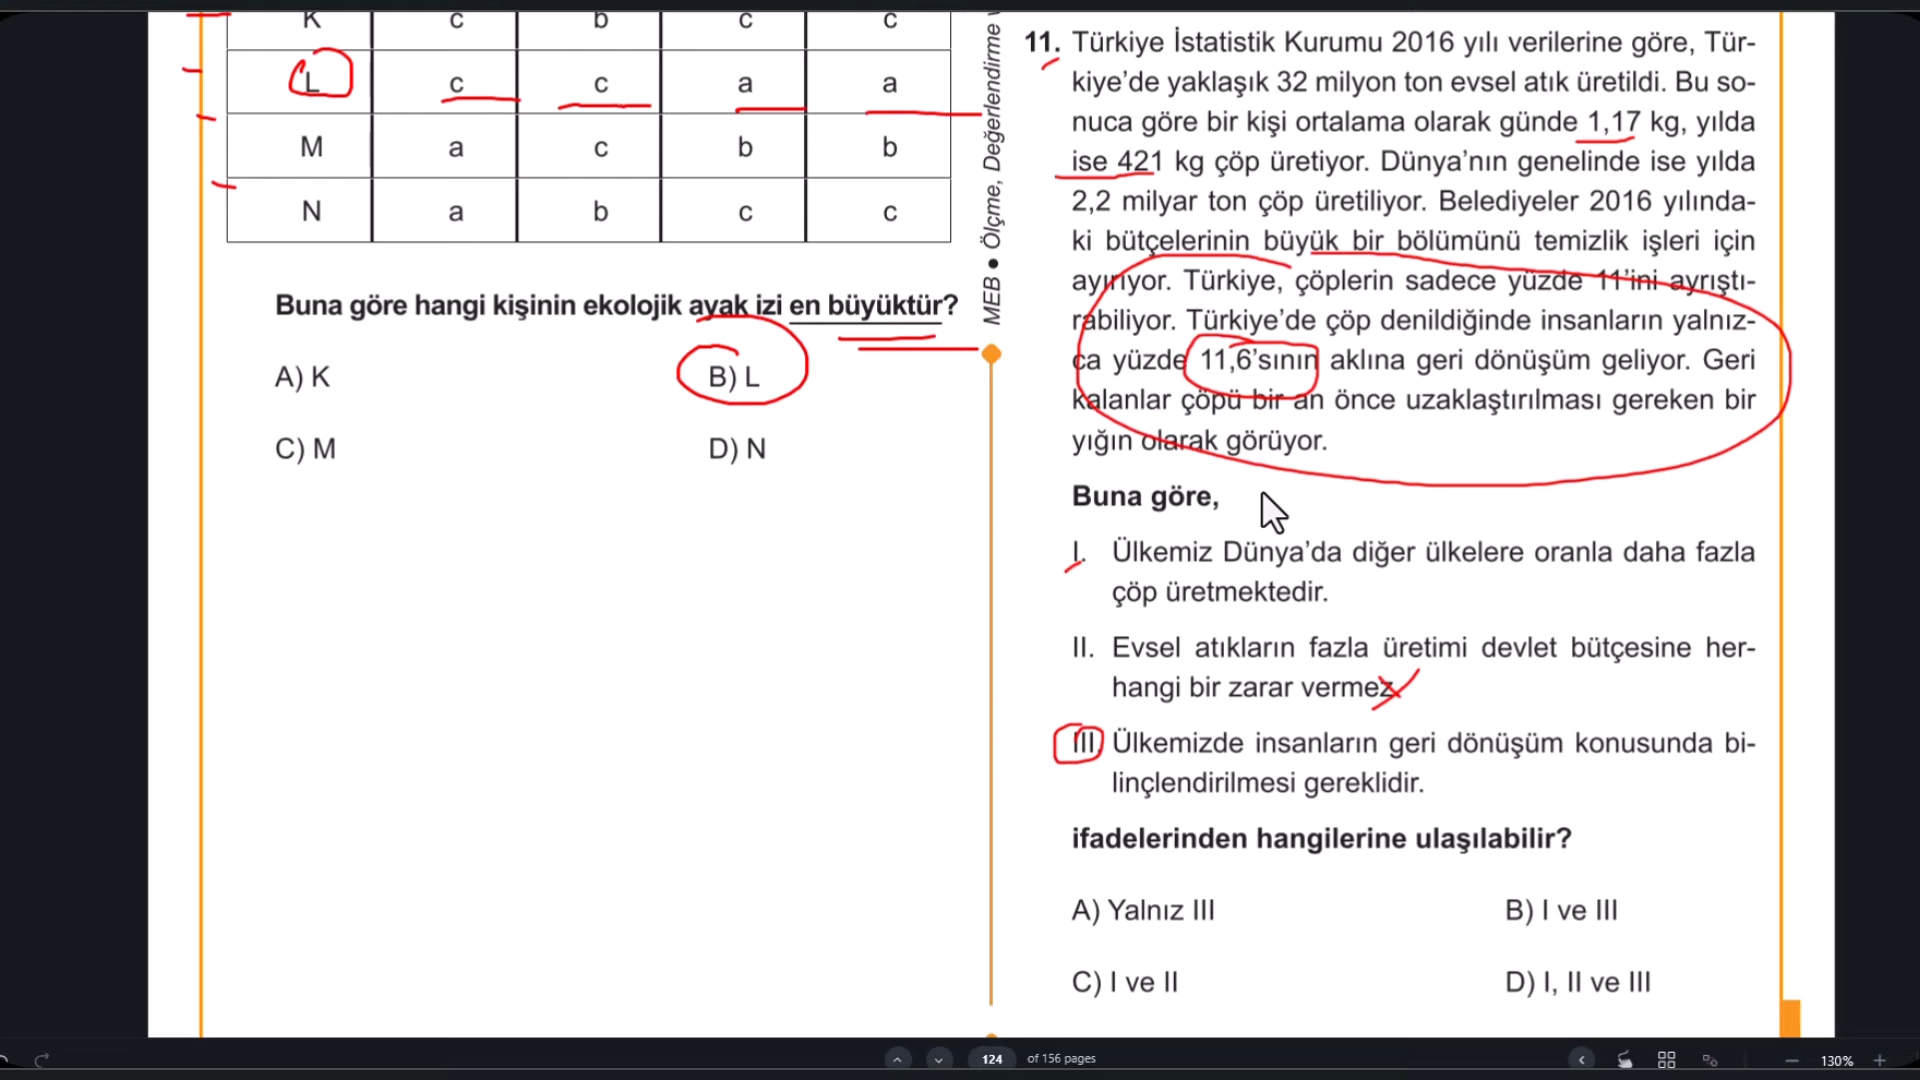 K c b c c
L c c a a
M a c b b
N a b c c
Buna göre hangi kişinin ekolojik ayak izi en büyüktür?
A) K B) L
C) M D) N
MEB ● Ölçme, Değerlendirme
11. Türkiye İstatistik Kurumu 2016 yılı verilerine göre, Tür-
kiye’de yaklaşık 32 milyon ton evsel atık üretildi. Bu so-
nuca göre bir kişi ortalama olarak günde 1,17 kg, yılda
ise 421 kg çöp üretiyor. Dünya’nın genelinde ise yılda
2,2 milyar ton çöp üretiliyor. Belediyeler 2016 yılında-
ki bütçelerinin büyük bir bölümünü temizlik işleri için
ayırıyor. Türkiye, çöplerin sadece yüzde 11’ini ayrıştı-
rabiliyor. Türkiye’de çöp denildiğinde insanların yalnız-
ca yüzde 11,6’sının aklına geri dönüşüm geliyor. Geri
kalanlar çöpü bir an önce uzaklaştırılması gereken bir
yığın olarak görüyor.
Buna göre,
I. Ülkemiz Dünya’da diğer ülkelere oranla daha fazla
çöp üretmektedir.
II. Evsel atıkların fazla üretimi devlet bütçesine her-
hangi bir zarar vermez.
III. Ülkemizde insanların geri dönüşüm konusunda bi-
linçlendirilmesi gereklidir.
ifadelerinden hangilerine ulaşılabilir?
A) Yalnız III B) I ve III
C) I ve II D) I, II ve III
124 of 156 pages
130%